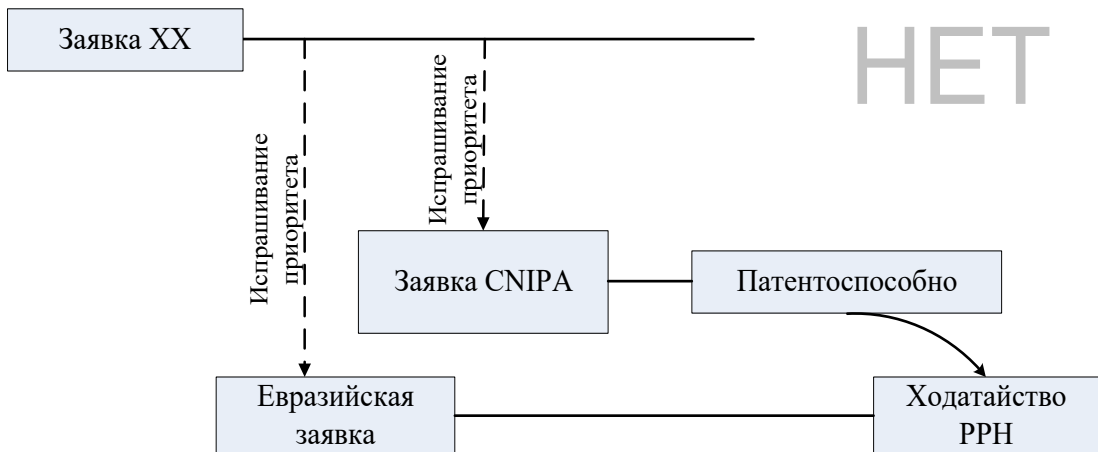 Заявка XX
НЕТ
Испрашивание
приоритета
Испрашивание
приоритета
Заявка CNIPA
Патентоспособно
Евразийская
заявка
Ходатайство
PPH